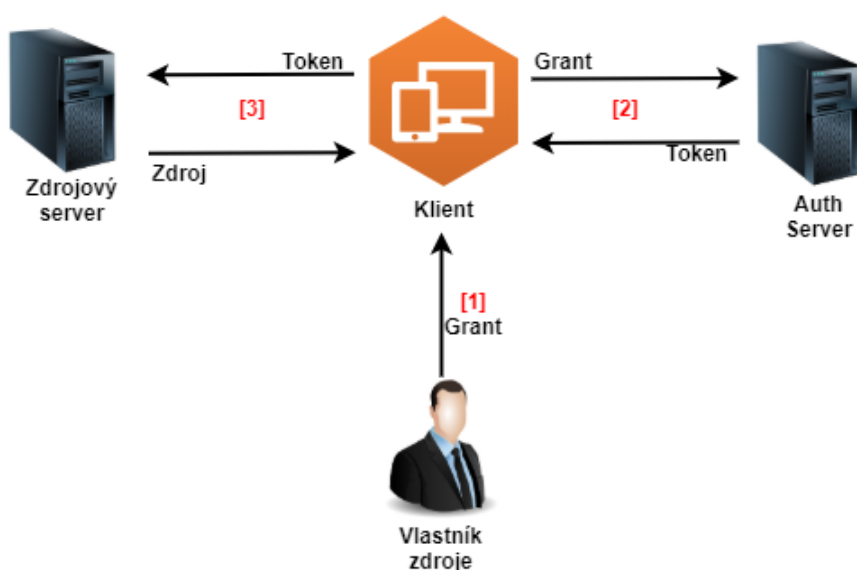 Token
Grant
[3]
[2]
Zdroj
Token
Zdrojový
server
Klient
Auth
Server
[1]
Grant
Vlastník
zdroje